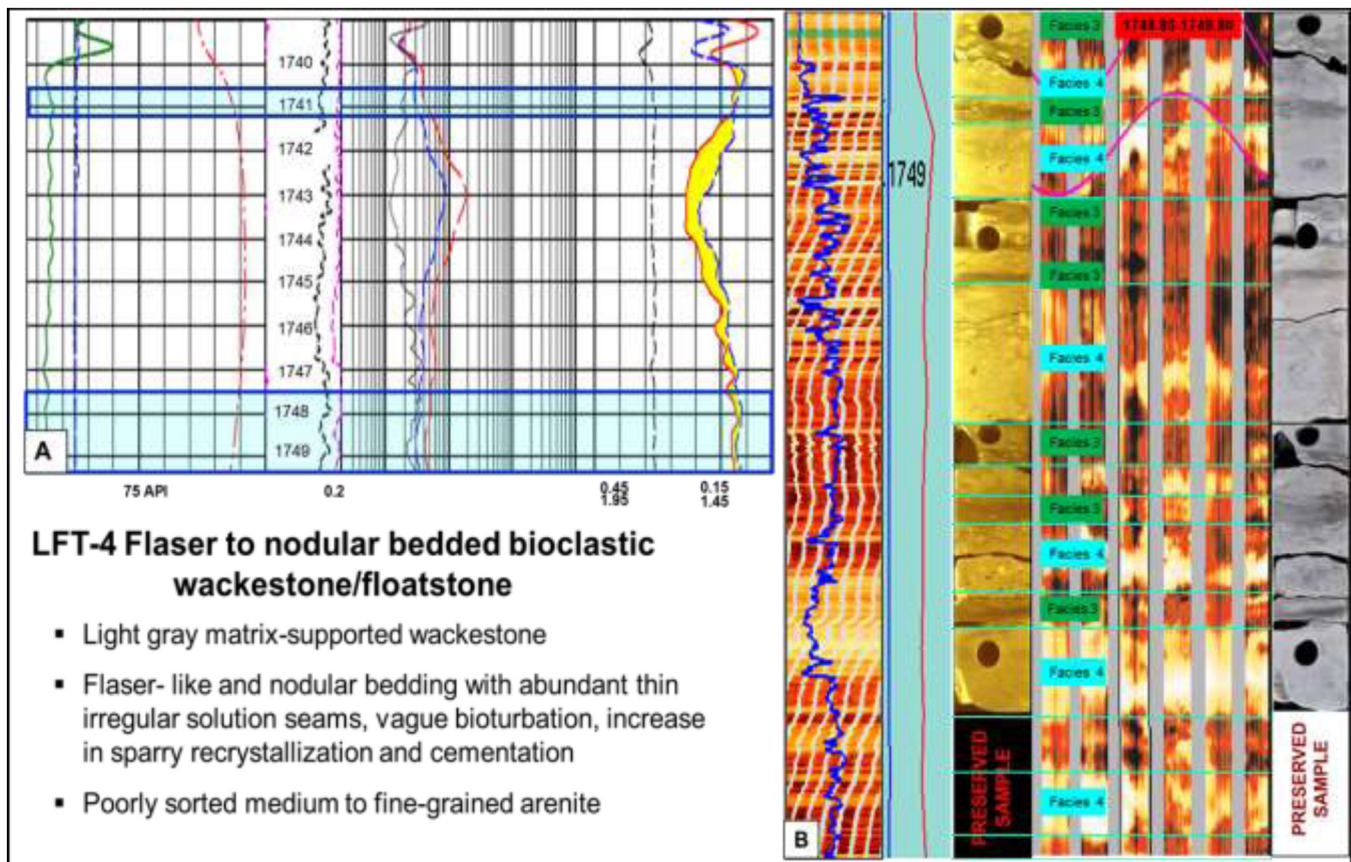 1740
1741
1742
1743
1744
1745
1746
1747
1748
1749
A
75 API
0.2
0.45
1.95
0.15
1.45
LFT-4 Flaser to nodular bedded bioclastic
wackestone/floatstone
▪ Light gray matrix-supported wackestone
▪ Flaser- like and nodular bedding with abundant thin
irregular solution seams, vague bioturbation, increase
in sparry recrystallization and cementation
▪ Poorly sorted medium to fine-grained arenite
1749
Facies 3
Facies 4
Facies 3
Facies 4
Facies 3
Facies 3
Facies 4
Facies 3
Facies 3
Facies 4
Facies 3
Facies 4
Facies 4
PRESERVED
SAMPLE
PRESERVED
SAMPLE
B